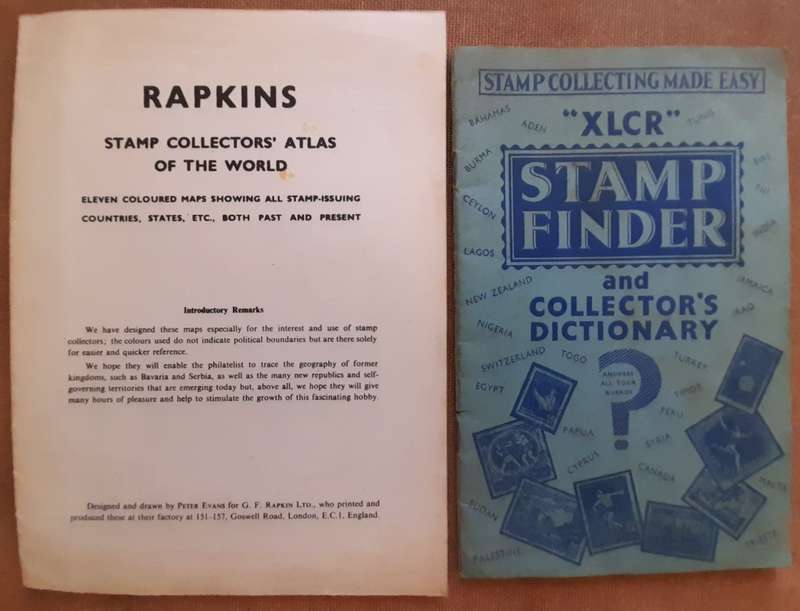 RAPKINS
STAMP COLLECTORS' ATLAS
OF THE WORLD
ELEVEN COLOURED MAPS SHOWING ALL STAMP-ISSUING
COUNTRIES, STATES, ETC., BOTH PAST AND PRESENT
Introductory Remarks
We have designed these maps especially for the interest and use of stamp
collectors; the colours used do not indicate political boundaries but are there solely
for easier and quicker reference.
We hope they will enable the philatelist to trace the geography of former
kingdoms, such as Bavaria and Serbia, as well as the many new republics and self-
governing territories that are emerging today but, above all, we hope they will give
many hours of pleasure and help to stimulate the growth of this fascinating hobby.
Designed and drawn by PETER EVANS for G. F. RAPKIN LTD., who printed and
produced these at their factory at 151-157, Goswell Road, London, E.C.1, England.
STAMP COLLECTING MADE EASY
BAHAMAS
ADEN
"XLCR"
TUNIS
BURMA
STAMP
FINDER
FIJI
CEYLON
INDIA
LAGOS
and
COLLECTOR'S
DICTIONARY
NEW ZEALAND
JAMAICA
IRAQ
NIGERIA
SWITZERLAND
TOGO
?
ANSWERS
ALL YOUR
QUERIES
TURKEY
EGYPT
TIMOR
PERU
PAPUA
SYRIA
CYPRUS
CANADA
MALTA
SUDAN
TRIESTE
PALESTINE